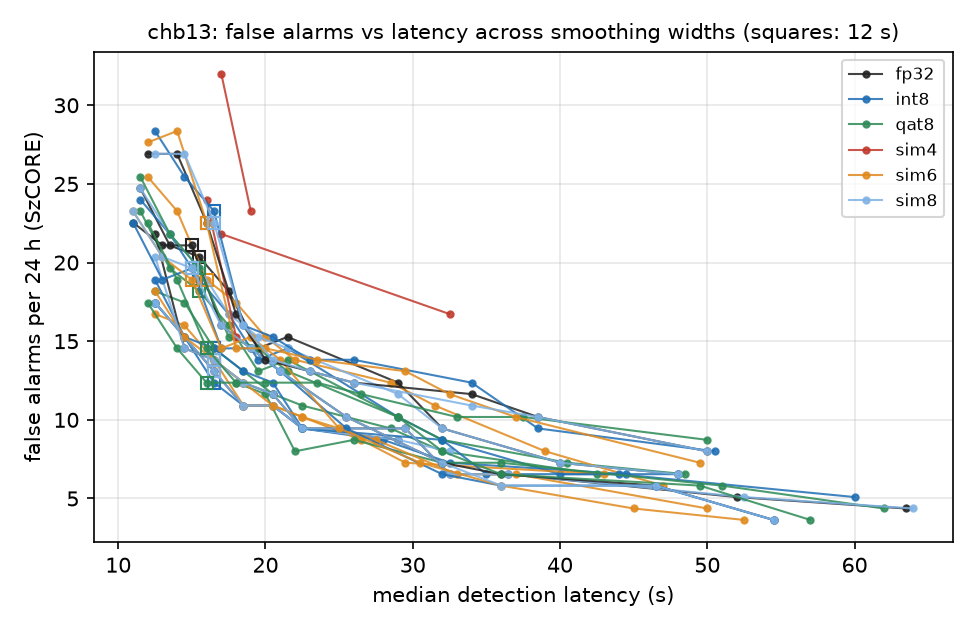 chb13: false alarms vs latency across smoothing widths (squares: 12 s)
false alarms per 24 h (SzCORE)
30
25
20
15
10
5
fp32
int8
qat8
sim4
sim6
sim8
10 20 30 40 50 60
median detection latency (s)